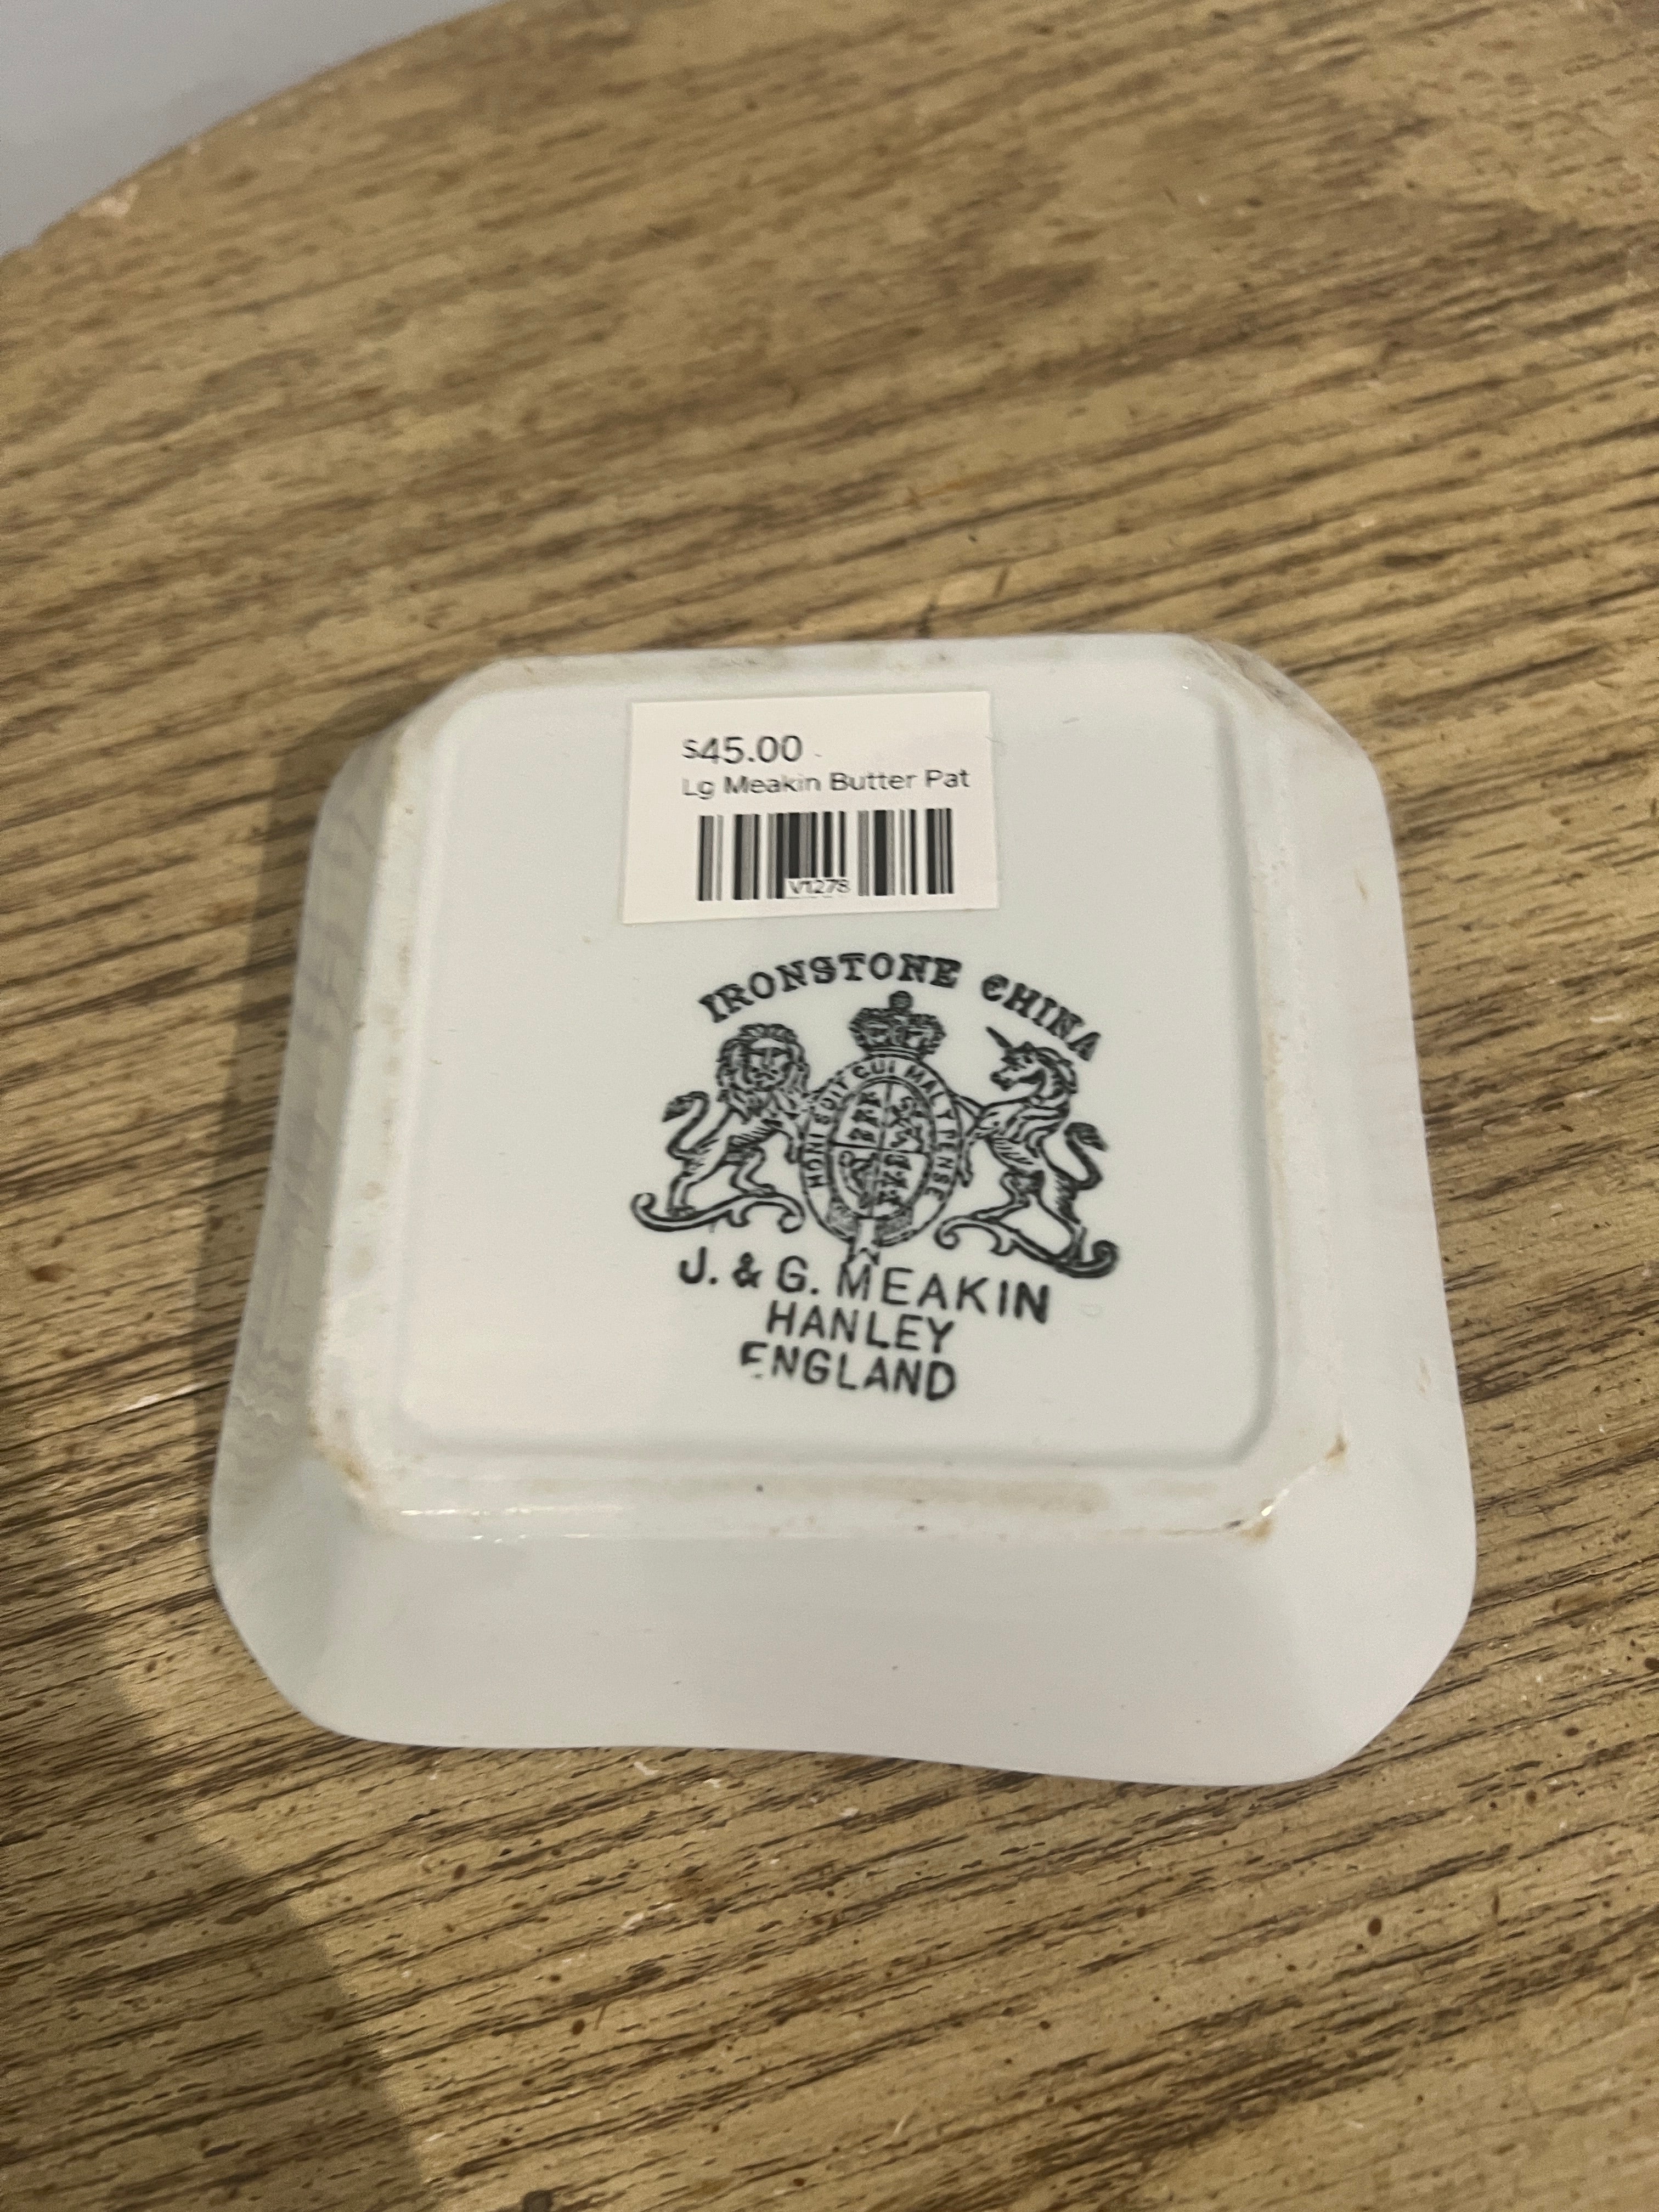 $45.00
Lg Meakin Butter Pat
V1278
IRONSTONE CHINA
HONI SOIT QUI MAL Y PENSE
J. & G. MEAKIN
HANLEY
ENGLAND